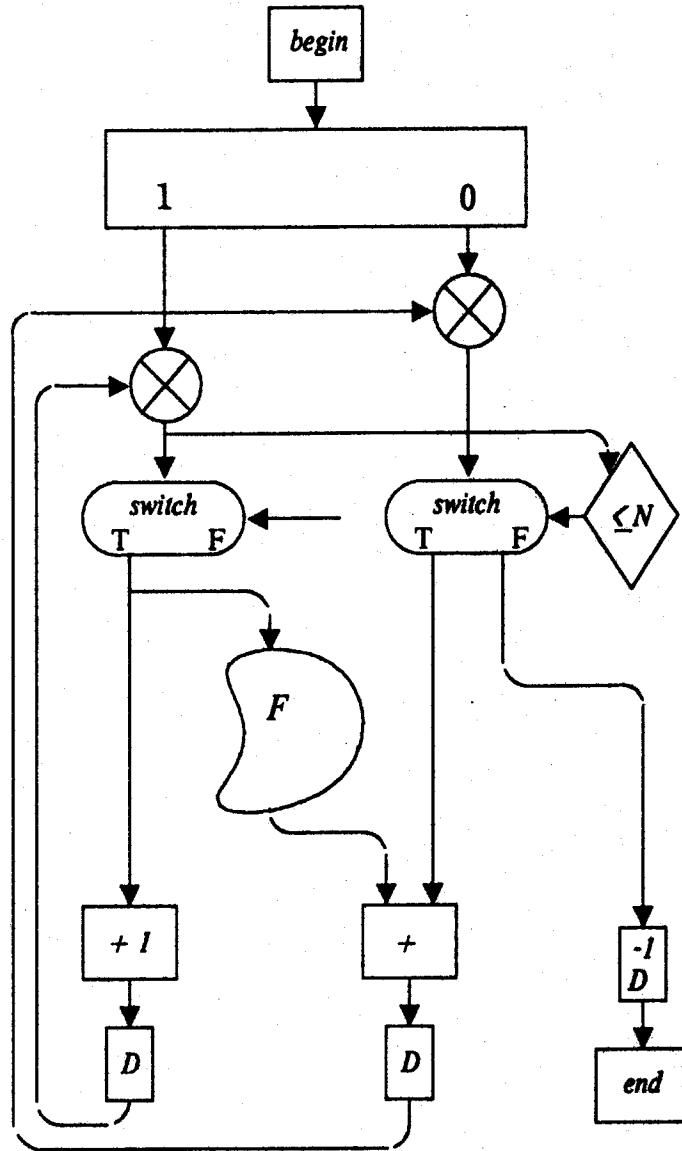 begin
1 0
switch
T F
switch
T F
≤N
F
+ 1
+
-1
D
D
D
end